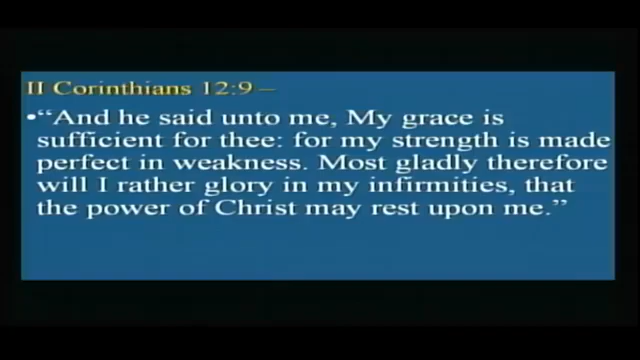 II Corinthians 12:9 –
•“And he said unto me, My grace is
sufficient for thee: for my strength is made
perfect in weakness. Most gladly therefore
will I rather glory in my infirmities, that
the power of Christ may rest upon me.”